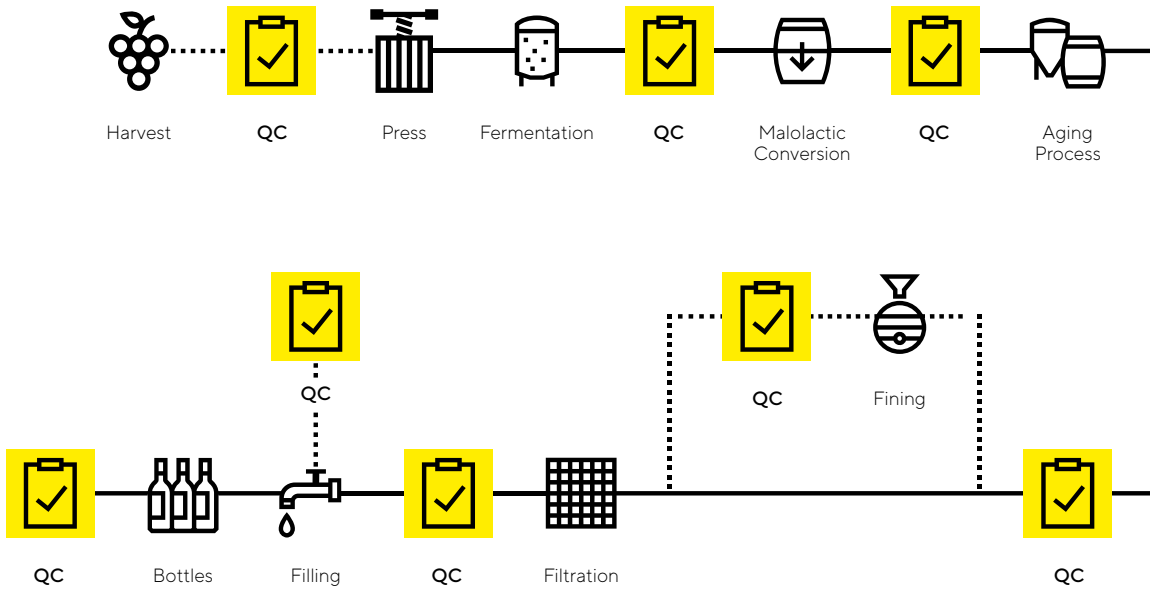 Harvest
QC
Press
Fermentation
QC
Malolactic
Conversion
QC
Aging
Process
QC
QC
Fining
QC
Bottles
Filling
QC
Filtration
QC